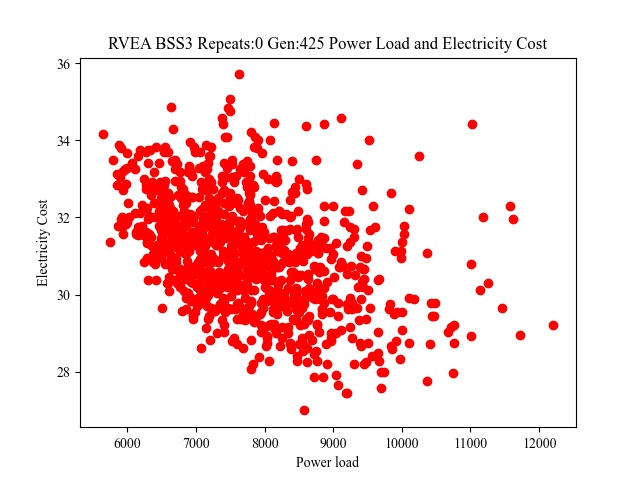 RVEA BSS3 Repeats:0 Gen:425 Power Load and Electricity Cost
36
34
32
30
28
Electricity Cost
6000 7000 8000 9000 10000 11000 12000
Power load